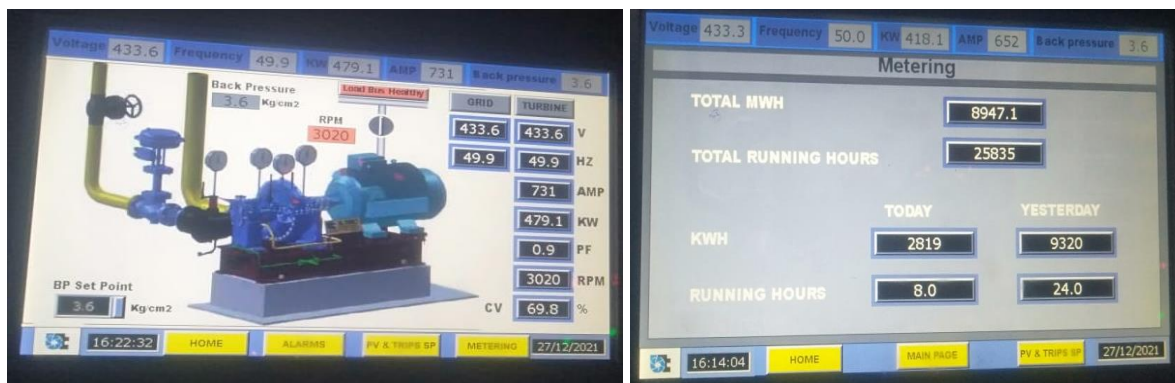 Voltage 433.6 Frequency 49.9 KW 479.1 AMP 731 Back pressure 3.6
Back Pressure
3.6 Kg/cm2
Load Bus Healthy
RPM
3020
GRID TURBINE
433.6 433.6 V
49.9 49.9 HZ
731 AMP
479.1 KW
0.9 PF
3020 RPM
CV 69.8 %
BP Set Point
3.6 Kg/cm2
16:22:32 HOME ALARMS PV & TRIPS SP METERING 27/12/2021
Voltage 433.3 Frequency 50.0 KW 418.1 AMP 652 Back pressure 3.6
Metering
TOTAL MWH 8947.1
TOTAL RUNNING HOURS 25835
TODAY YESTERDAY
KWH 2819 9320
RUNNING HOURS 8.0 24.0
16:14:04 HOME MAIN PAGE PV & TRIPS SP 27/12/2021